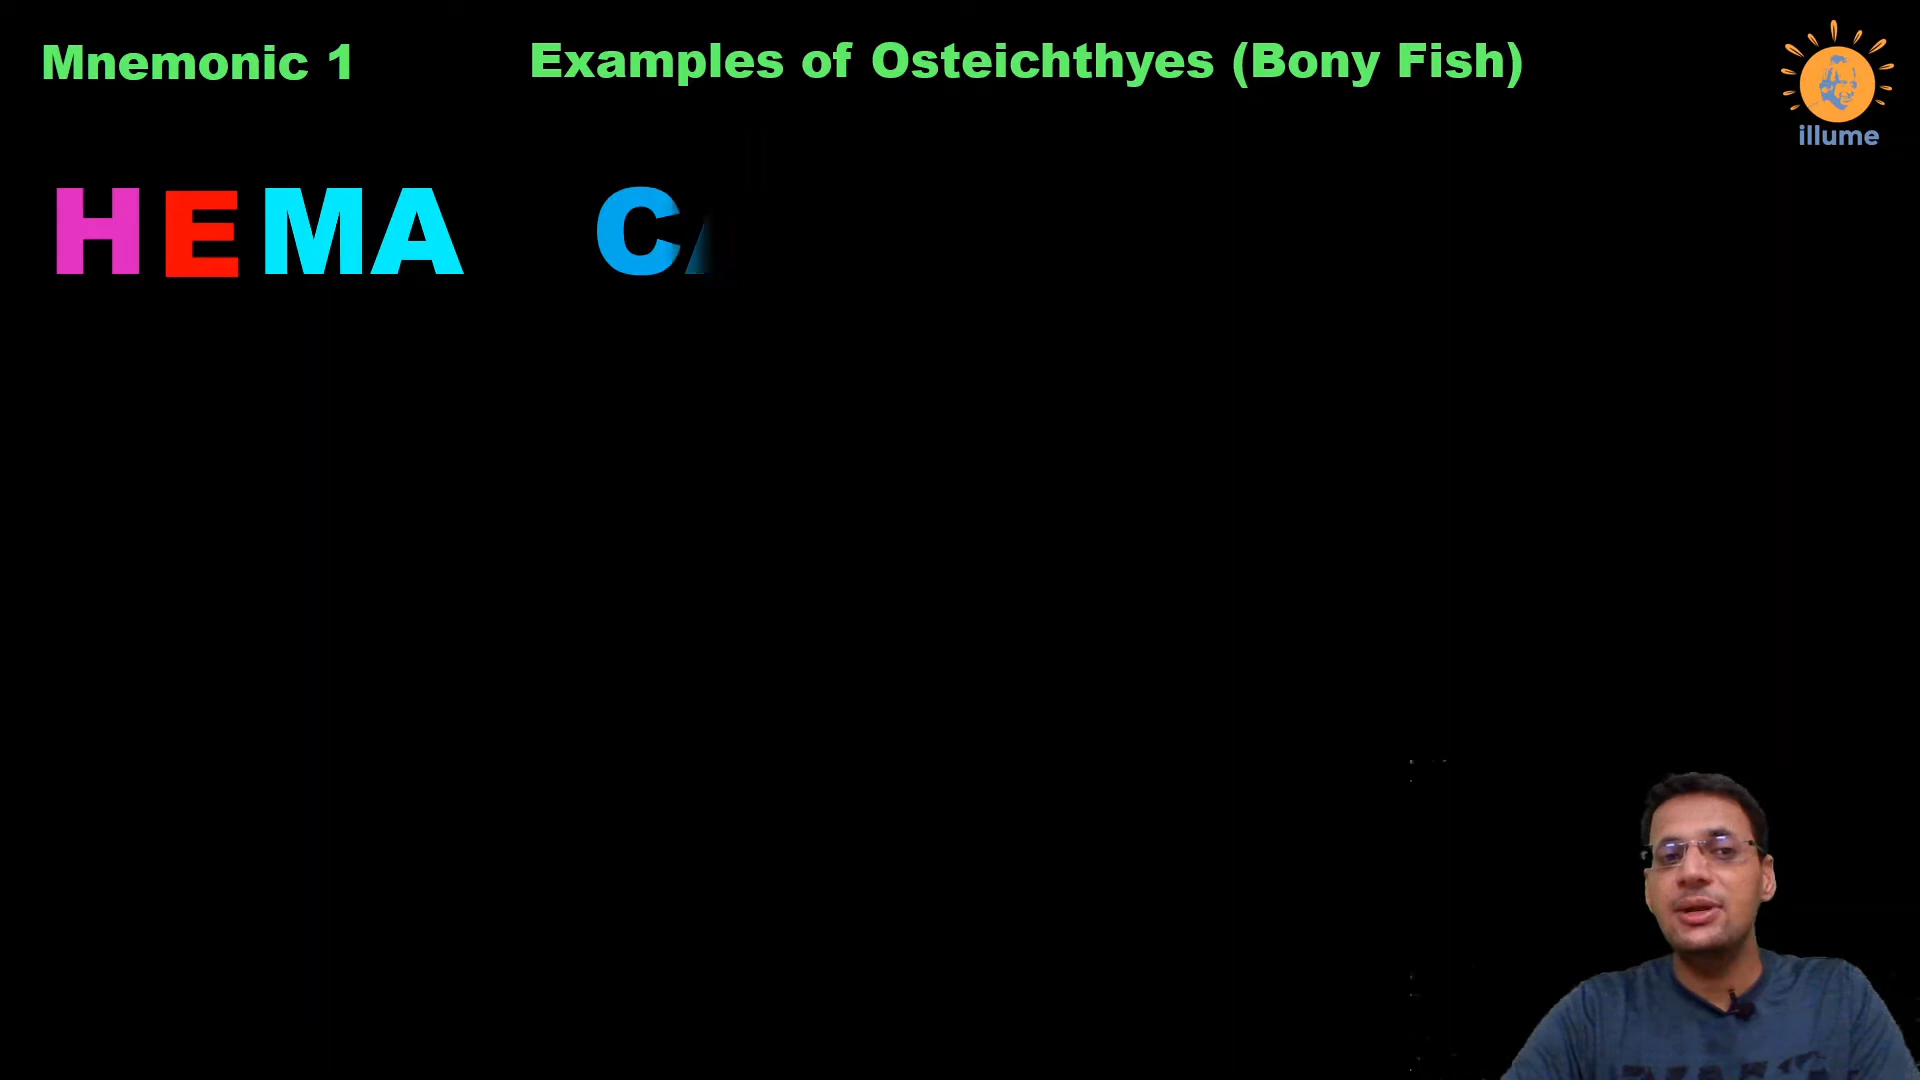 Mnemonic 1 Examples of Osteichthyes (Bony Fish)
illume
HEMA C